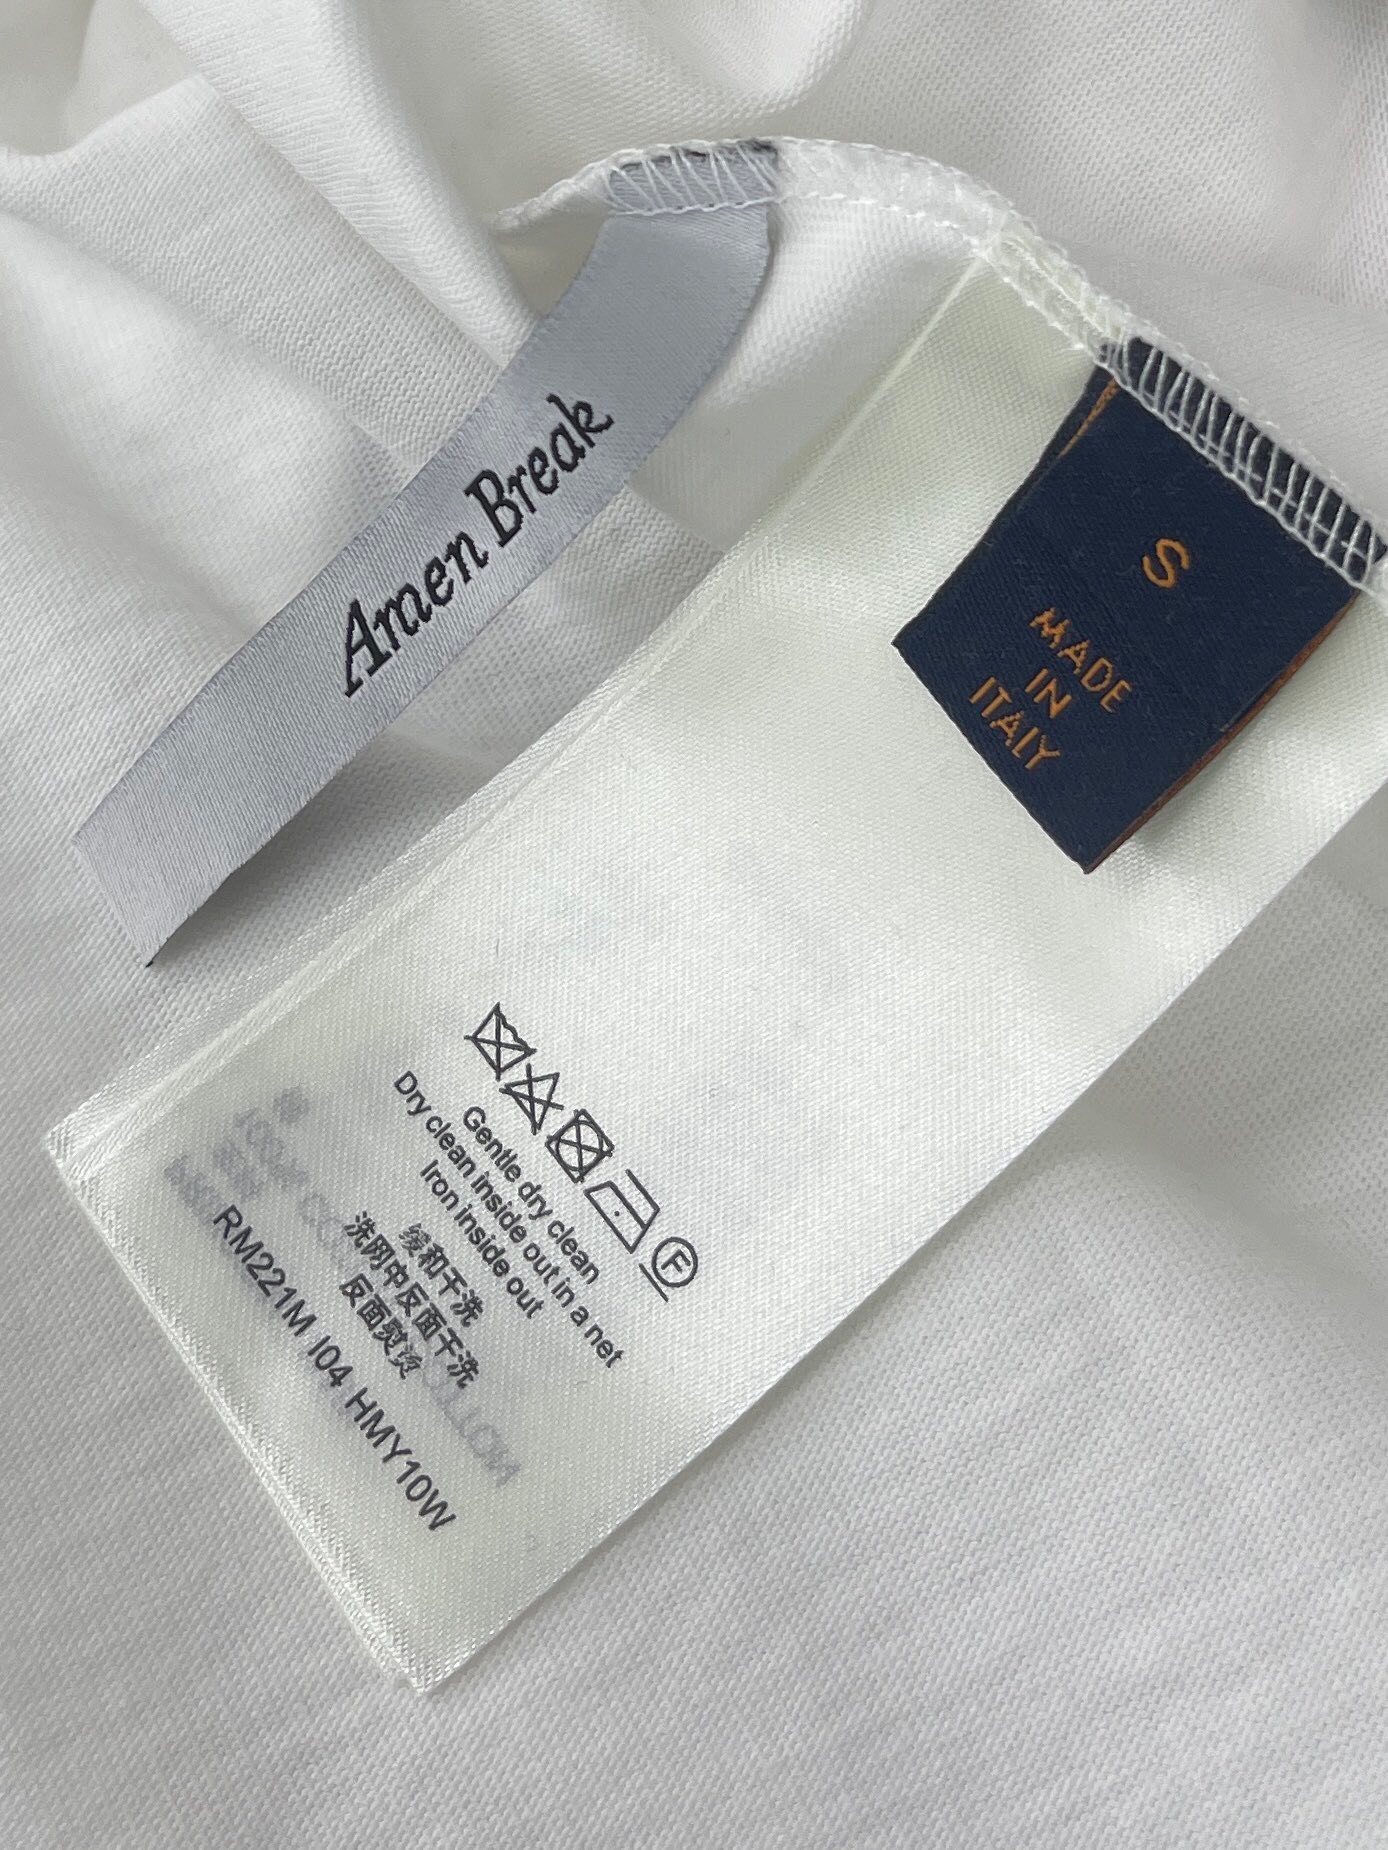 Amen Break
S
MADE
IN
ITALY
F
Gentle dry clean
Dry clean inside out in a net
Iron inside out
缓和干洗
洗网中反面干洗
反面熨烫
RM221M I04 HMY10W